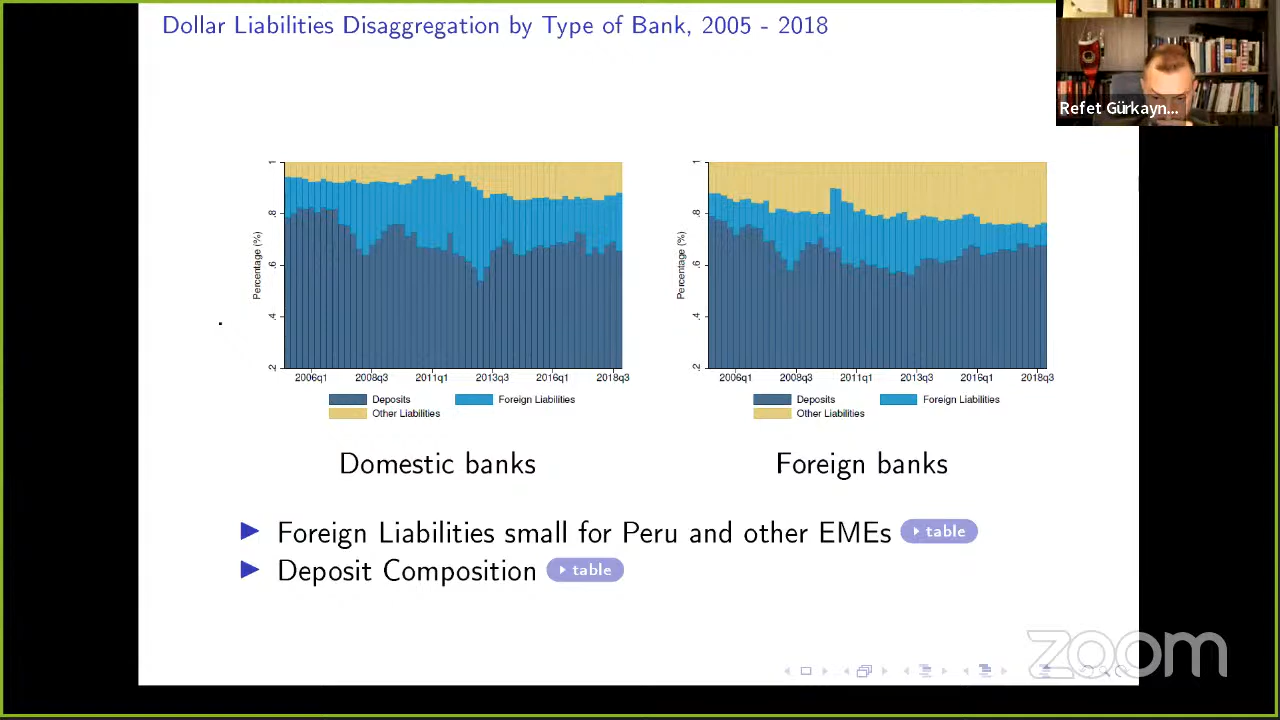 Dollar Liabilities Disaggregation by Type of Bank, 2005 - 2018
Refet Gürkayn...
Percentage (%)
1
.8
.6
.4
.2
2006q1 2008q3 2011q1 2013q3 2016q1 2018q3
Deposits Foreign Liabilities
Other Liabilities
Domestic banks
Percentage (%)
1
.8
.6
.4
.2
2006q1 2008q3 2011q1 2013q3 2016q1 2018q3
Deposits Foreign Liabilities
Other Liabilities
Foreign banks
Foreign Liabilities small for Peru and other EMEs table
Deposit Composition table
zoom